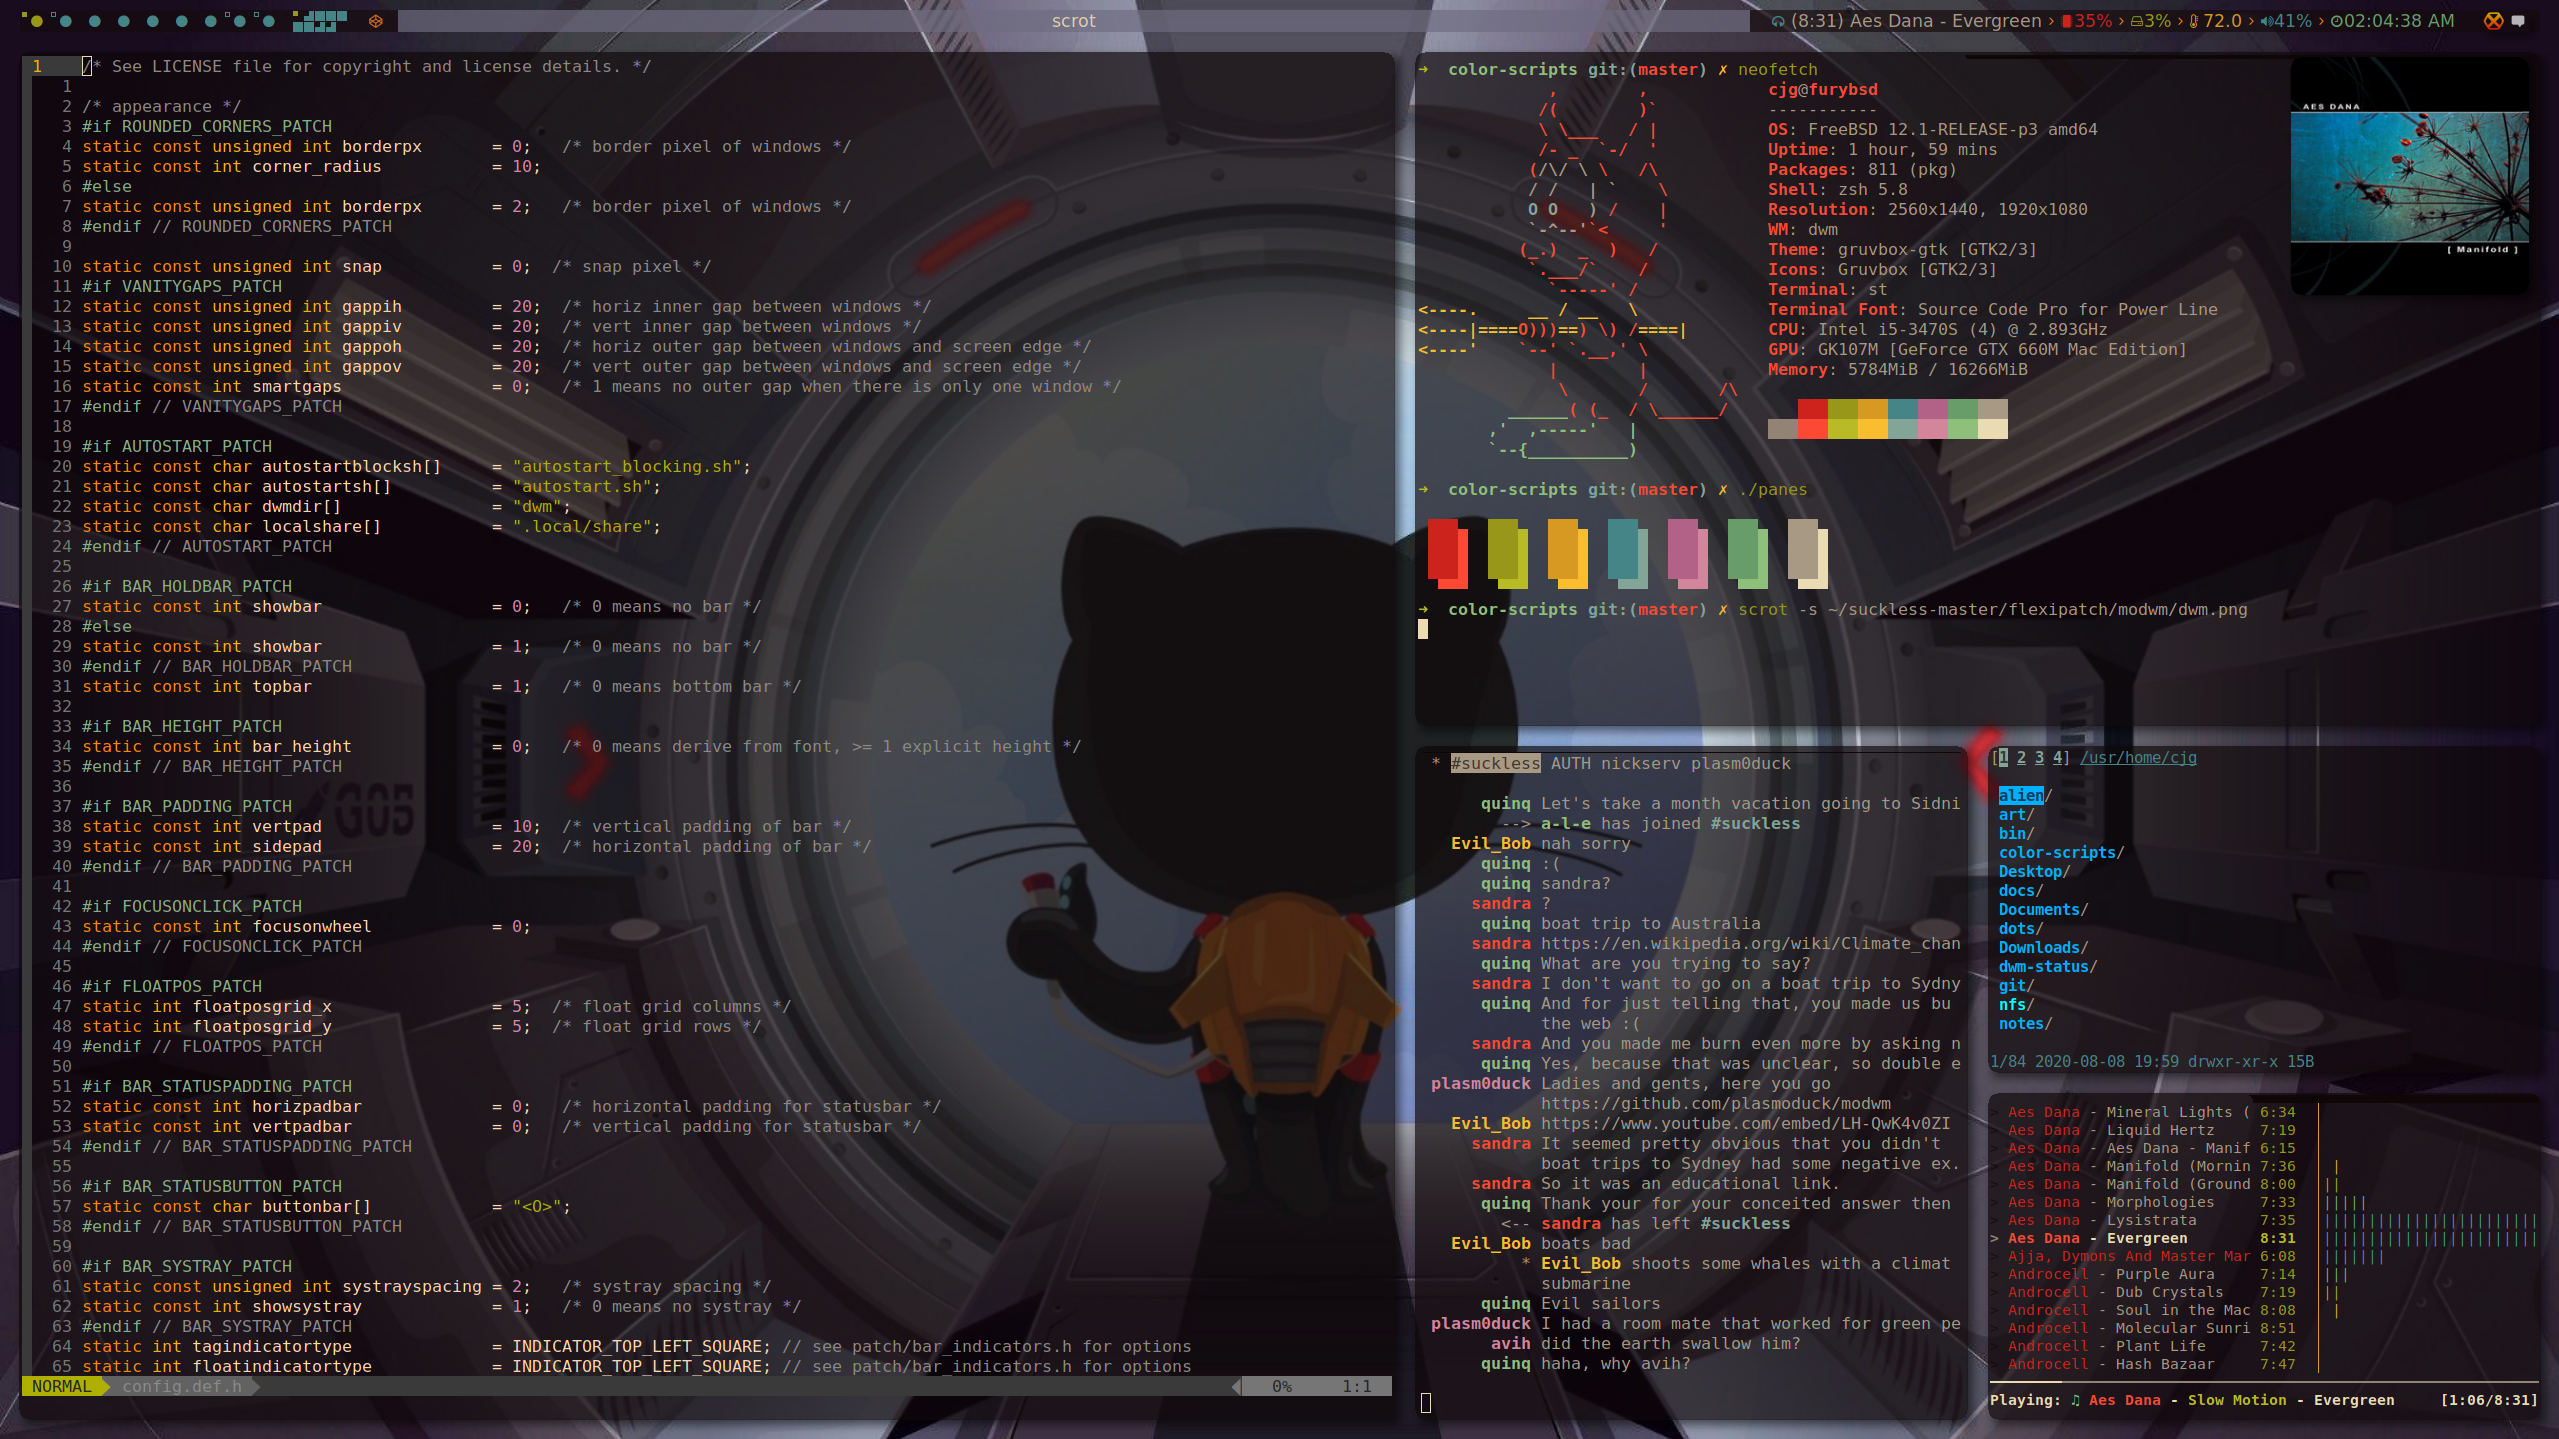 scrot
(8:31) Aes Dana - Evergreen › 35% › 3% › 72.0 › 41% › 02:04:38 AM
1 /* See LICENSE file for copyright and license details. */
1
2 /* appearance */
3 #if ROUNDED_CORNERS_PATCH
4 static const unsigned int borderpx       = 0;   /* border pixel of windows */
5 static const int corner_radius           = 10;
6 #else
7 static const unsigned int borderpx       = 2;   /* border pixel of windows */
8 #endif // ROUNDED_CORNERS_PATCH
9
10 static const unsigned int snap           = 0;  /* snap pixel */
11 #if VANITYGAPS_PATCH
12 static const unsigned int gappih         = 20;  /* horiz inner gap between windows */
13 static const unsigned int gappiv         = 20;  /* vert inner gap between windows */
14 static const unsigned int gappoh         = 20;  /* horiz outer gap between windows and screen edge */
15 static const unsigned int gappov         = 20;  /* vert outer gap between windows and screen edge */
16 static const int smartgaps               = 0;   /* 1 means no outer gap when there is only one window */
17 #endif // VANITYGAPS_PATCH
18
19 #if AUTOSTART_PATCH
20 static const char autostartblocksh[]     = "autostart_blocking.sh";
21 static const char autostartsh[]          = "autostart.sh";
22 static const char dwmdir[]               = "dwm";
23 static const char localshare[]           = ".local/share";
24 #endif // AUTOSTART_PATCH
25
26 #if BAR_HOLDBAR_PATCH
27 static const int showbar                 = 0;   /* 0 means no bar */
28 #else
29 static const int showbar                 = 1;   /* 0 means no bar */
30 #endif // BAR_HOLDBAR_PATCH
31 static const int topbar                  = 1;   /* 0 means bottom bar */
32
33 #if BAR_HEIGHT_PATCH
34 static const int bar_height              = 0;   /* 0 means derive from font, >= 1 explicit height */
35 #endif // BAR_HEIGHT_PATCH
36
37 #if BAR_PADDING_PATCH
38 static const int vertpad                 = 10;  /* vertical padding of bar */
39 static const int sidepad                 = 20;  /* horizontal padding of bar */
40 #endif // BAR_PADDING_PATCH
41
42 #if FOCUSONCLICK_PATCH
43 static const int focusonwheel            = 0;
44 #endif // FOCUSONCLICK_PATCH
45
46 #if FLOATPOS_PATCH
47 static int floatposgrid_x                = 5;  /* float grid columns */
48 static int floatposgrid_y                = 5;  /* float grid rows */
49 #endif // FLOATPOS_PATCH
50
51 #if BAR_STATUSPADDING_PATCH
52 static const int horizpadbar             = 0;   /* horizontal padding for statusbar */
53 static const int vertpadbar              = 0;   /* vertical padding for statusbar */
54 #endif // BAR_STATUSPADDING_PATCH
55
56 #if BAR_STATUSBUTTON_PATCH
57 static const char buttonbar[]            = "<O>";
58 #endif // BAR_STATUSBUTTON_PATCH
59
60 #if BAR_SYSTRAY_PATCH
61 static const unsigned int systrayspacing = 2;   /* systray spacing */
62 static const int showsystray             = 1;   /* 0 means no systray */
63 #endif // BAR_SYSTRAY_PATCH
64 static int tagindicatortype              = INDICATOR_TOP_LEFT_SQUARE; // see patch/bar_indicators.h for options
65 static int floatindicatortype            = INDICATOR_TOP_LEFT_SQUARE; // see patch/bar_indicators.h for options
NORMAL config.def.h 0% 1:1
G05
➜ color-scripts git:(master) ✗ neofetch
cjg@furybsd
-----------
OS: FreeBSD 12.1-RELEASE-p3 amd64
Uptime: 1 hour, 59 mins
Packages: 811 (pkg)
Shell: zsh 5.8
Resolution: 2560x1440, 1920x1080
WM: dwm
Theme: gruvbox-gtk [GTK2/3]
Icons: Gruvbox [GTK2/3]
Terminal: st
Terminal Font: Source Code Pro for Power Line
CPU: Intel i5-3470S (4) @ 2.893GHz
GPU: GK107M [GeForce GTX 660M Mac Edition]
Memory: 5784MiB / 16266MiB
AES DANA
[ Manifold ]
➜ color-scripts git:(master) ✗ ./panes
➜ color-scripts git:(master) ✗ scrot -s ~/suckless-master/flexipatch/modwm/dwm.png
* #suckless AUTH nickserv plasm0duck
quinq Let's take a month vacation going to Sidni
--> a-l-e has joined #suckless
Evil_Bob nah sorry
quinq :(
quinq sandra?
sandra ?
quinq boat trip to Australia
sandra https://en.wikipedia.org/wiki/Climate_chan
quinq What are you trying to say?
sandra I don't want to go on a boat trip to Sydny
quinq And for just telling that, you made us bu
the web :(
sandra And you made me burn even more by asking n
quinq Yes, because that was unclear, so double e
plasm0duck Ladies and gents, here you go
https://github.com/plasmoduck/modwm
Evil_Bob https://www.youtube.com/embed/LH-QwK4v0ZI
sandra It seemed pretty obvious that you didn't
boat trips to Sydney had some negative ex.
sandra So it was an educational link.
quinq Thank your for your conceited answer then
<-- sandra has left #suckless
Evil_Bob boats bad
* Evil_Bob shoots some whales with a climat
submarine
quinq Evil sailors
plasm0duck I had a room mate that worked for green pe
avih did the earth swallow him?
quinq haha, why avih?
[1 2 3 4] /usr/home/cjg
alien/
art/
bin/
color-scripts/
Desktop/
docs/
Documents/
dots/
Downloads/
dwm-status/
git/
nfs/
notes/
1/84 2020-08-08 19:59 drwxr-xr-x 15B
> Aes Dana - Mineral Lights ( 6:34
> Aes Dana - Liquid Hertz 7:19
> Aes Dana - Aes Dana - Manif 6:15
> Aes Dana - Manifold (Mornin 7:36
> Aes Dana - Manifold (Ground 8:00
> Aes Dana - Morphologies 7:33
> Aes Dana - Lysistrata 7:35
> Aes Dana - Evergreen 8:31
> Ajja, Dymons And Master Mar 6:08
> Androcell - Purple Aura 7:14
> Androcell - Dub Crystals 7:19
> Androcell - Soul in the Mac 8:08
> Androcell - Molecular Sunri 8:51
> Androcell - Plant Life 7:42
> Androcell - Hash Bazaar 7:47
Playing: ♫ Aes Dana - Slow Motion - Evergreen [1:06/8:31]